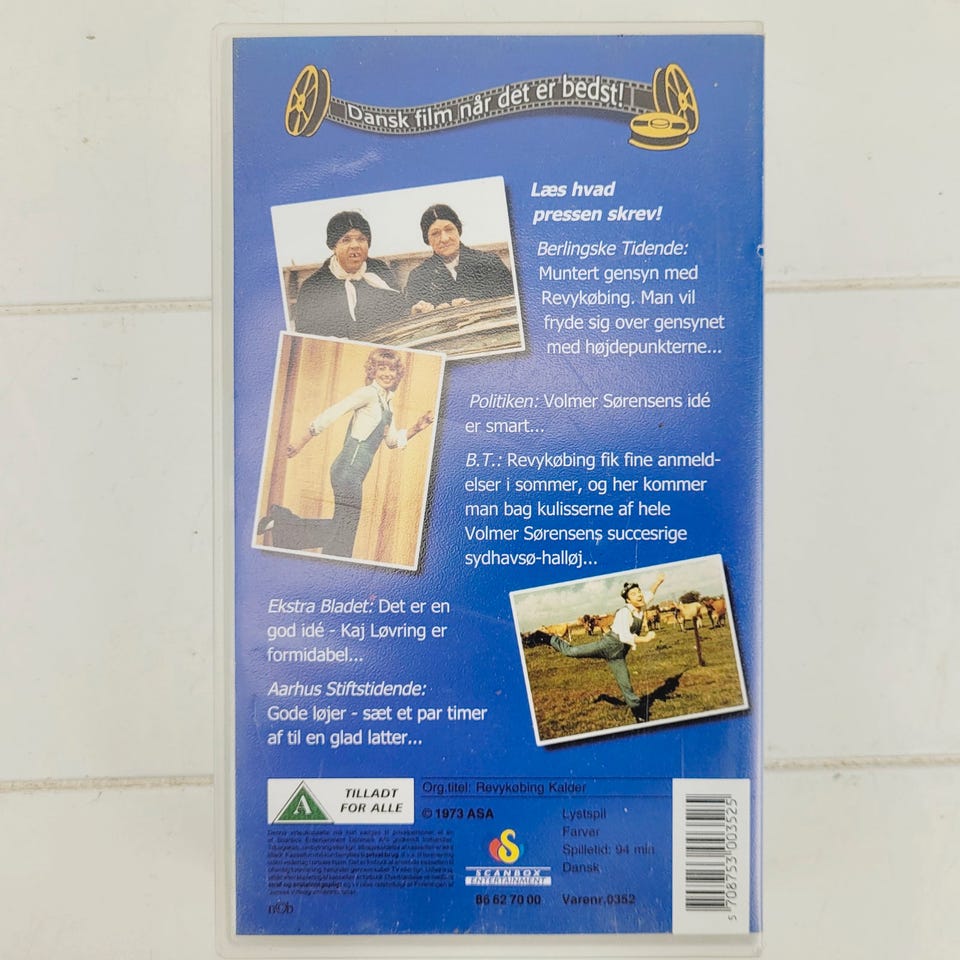 Dansk film når det er bedst!
Læs hvad
pressen skrev!
Berlingske Tidende:
Muntert gensyn med
Revykøbing. Man vil
fryde sig over gensynet
med højdepunkterne...
Politiken: Volmer Sørensens idé
er smart...
B.T.: Revykøbing fik fine anmeld-
elser i sommer, og her kommer
man bag kulisserne af hele
Volmer Sørensens succesrige
sydhavsø-halløj...
Ekstra Bladet: Det er en
god idé - Kaj Løvring er
formidabel...
Aarhus Stiftstidende:
Gode løjer - sæt et par timer
af til en glad latter...
A
TILLADT
FOR ALLE
Org.titel: Revykøbing Kalder
© 1973 ASA
Lystspil
Farver
Spilletid: 94 min
Dansk
SCANBOX
ENTERTAINMENT
86 62 70 00
Varenr.0352
n©b
5 708753 003525